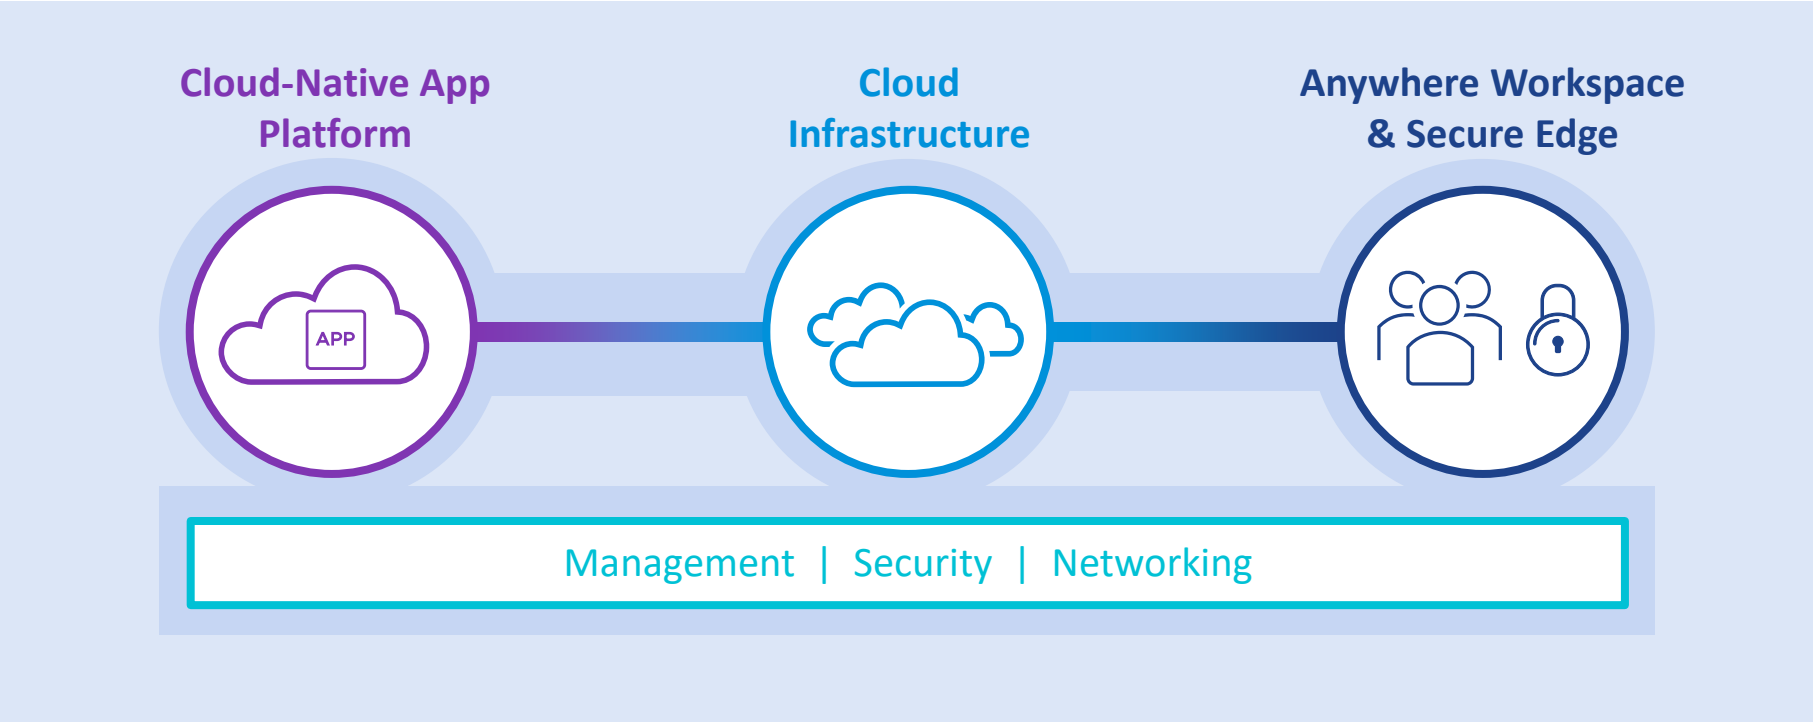 Cloud-Native App
Platform
Cloud
Infrastructure
Anywhere Workspace
& Secure Edge
APP
Management | Security | Networking